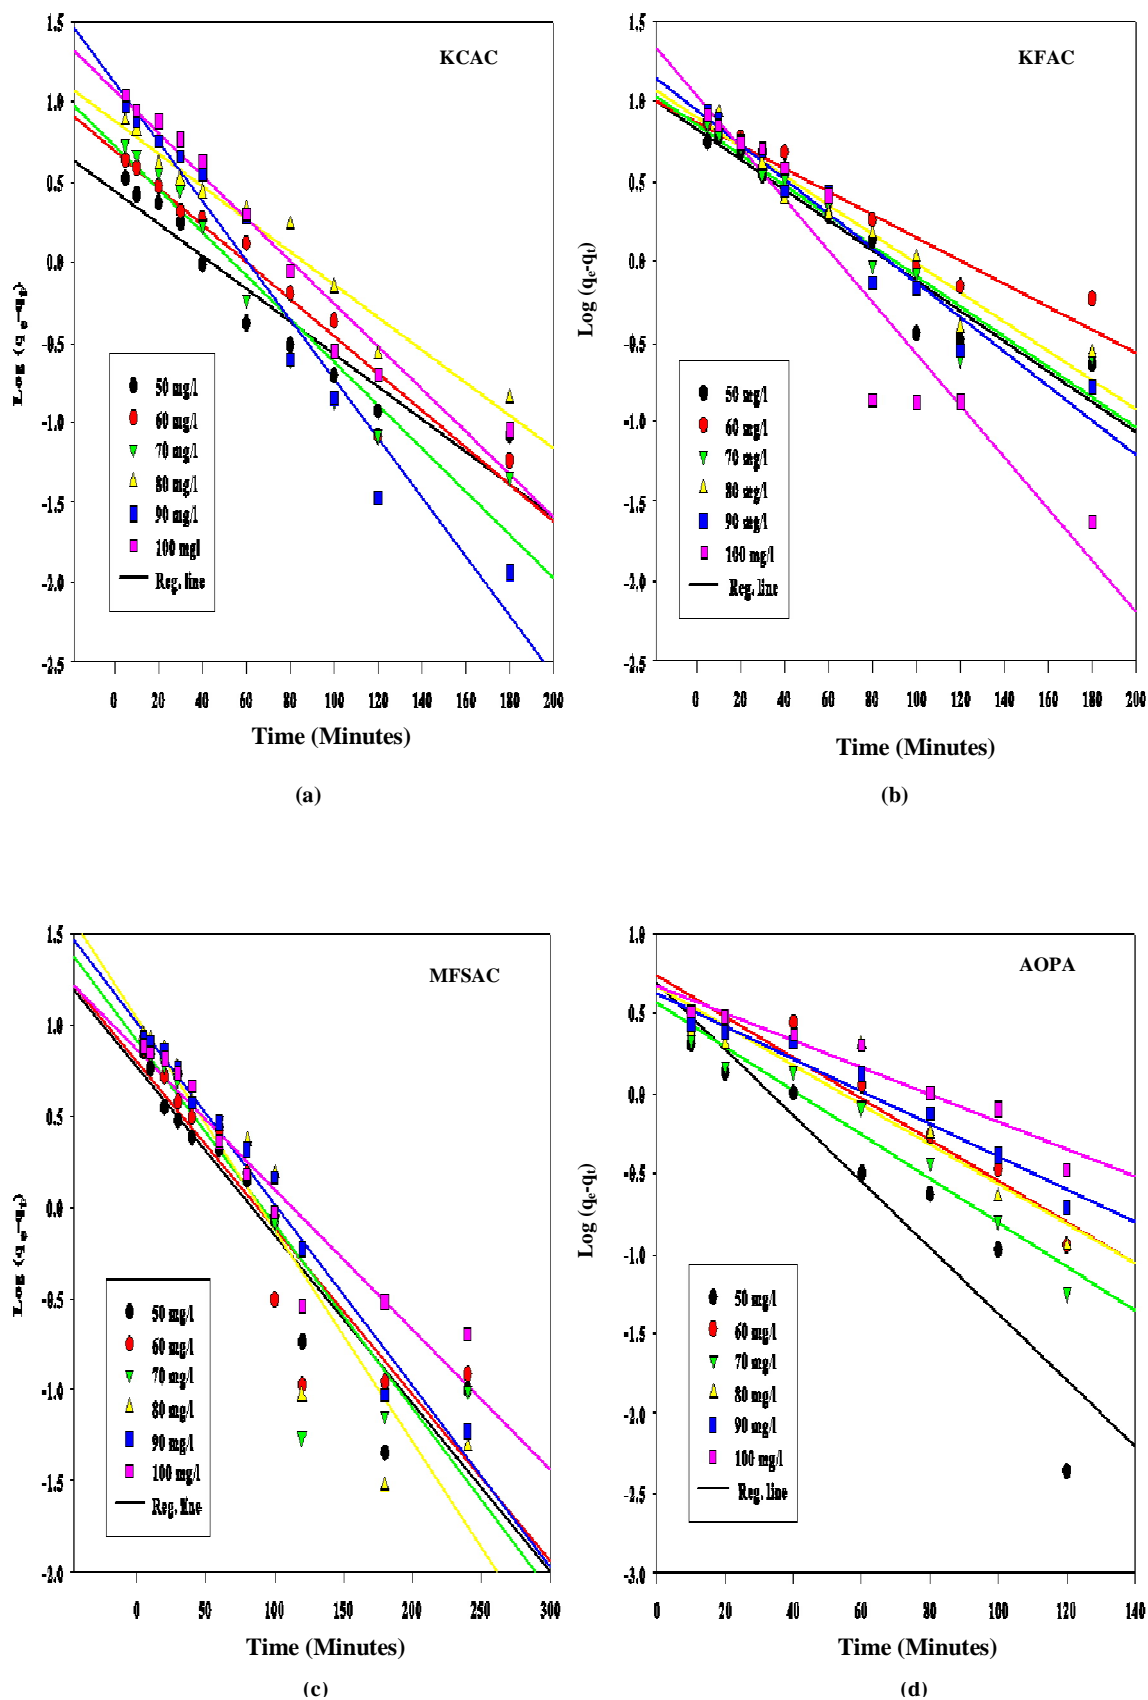 KCAC
1.5
1.0
0.5
0.0
-0.5
-1.0
-1.5
-2.0
-2.5
Log (q e-qt)
50 mg/l
60 mg/l
70 mg/l
80 mg/l
90 mg/l
100 mgl
Reg. line
0 20 40 60 80 100 120 140 160 180 200
Time (Minutes)
(a)
KFAC
1.5
1.0
0.5
0.0
-0.5
-1.0
-1.5
-2.0
-2.5
Log (qe-qt)
50 mg/l
60 mg/l
70 mg/l
80 mg/l
90 mg/l
100 mg/l
Reg. line
0 20 40 60 80 100 120 140 160 180 200
Time (Minutes)
(b)
MFSAC
1.5
1.0
0.5
0.0
-0.5
-1.0
-1.5
-2.0
Log (q e-qt)
50 mg/l
60 mg/l
70 mg/l
80 mg/l
90 mg/l
100 mg/l
Reg. line
0 50 100 150 200 250 300
Time (Minutes)
(c)
AOPA
1.0
0.5
0.0
-0.5
-1.0
-1.5
-2.0
-2.5
-3.0
Log (qe-qt)
50 mg/l
60 mg/l
70 mg/l
80 mg/l
90 mg/l
100 mg/l
Reg. line
0 20 40 60 80 100 120 140
Time (Minutes)
(d)